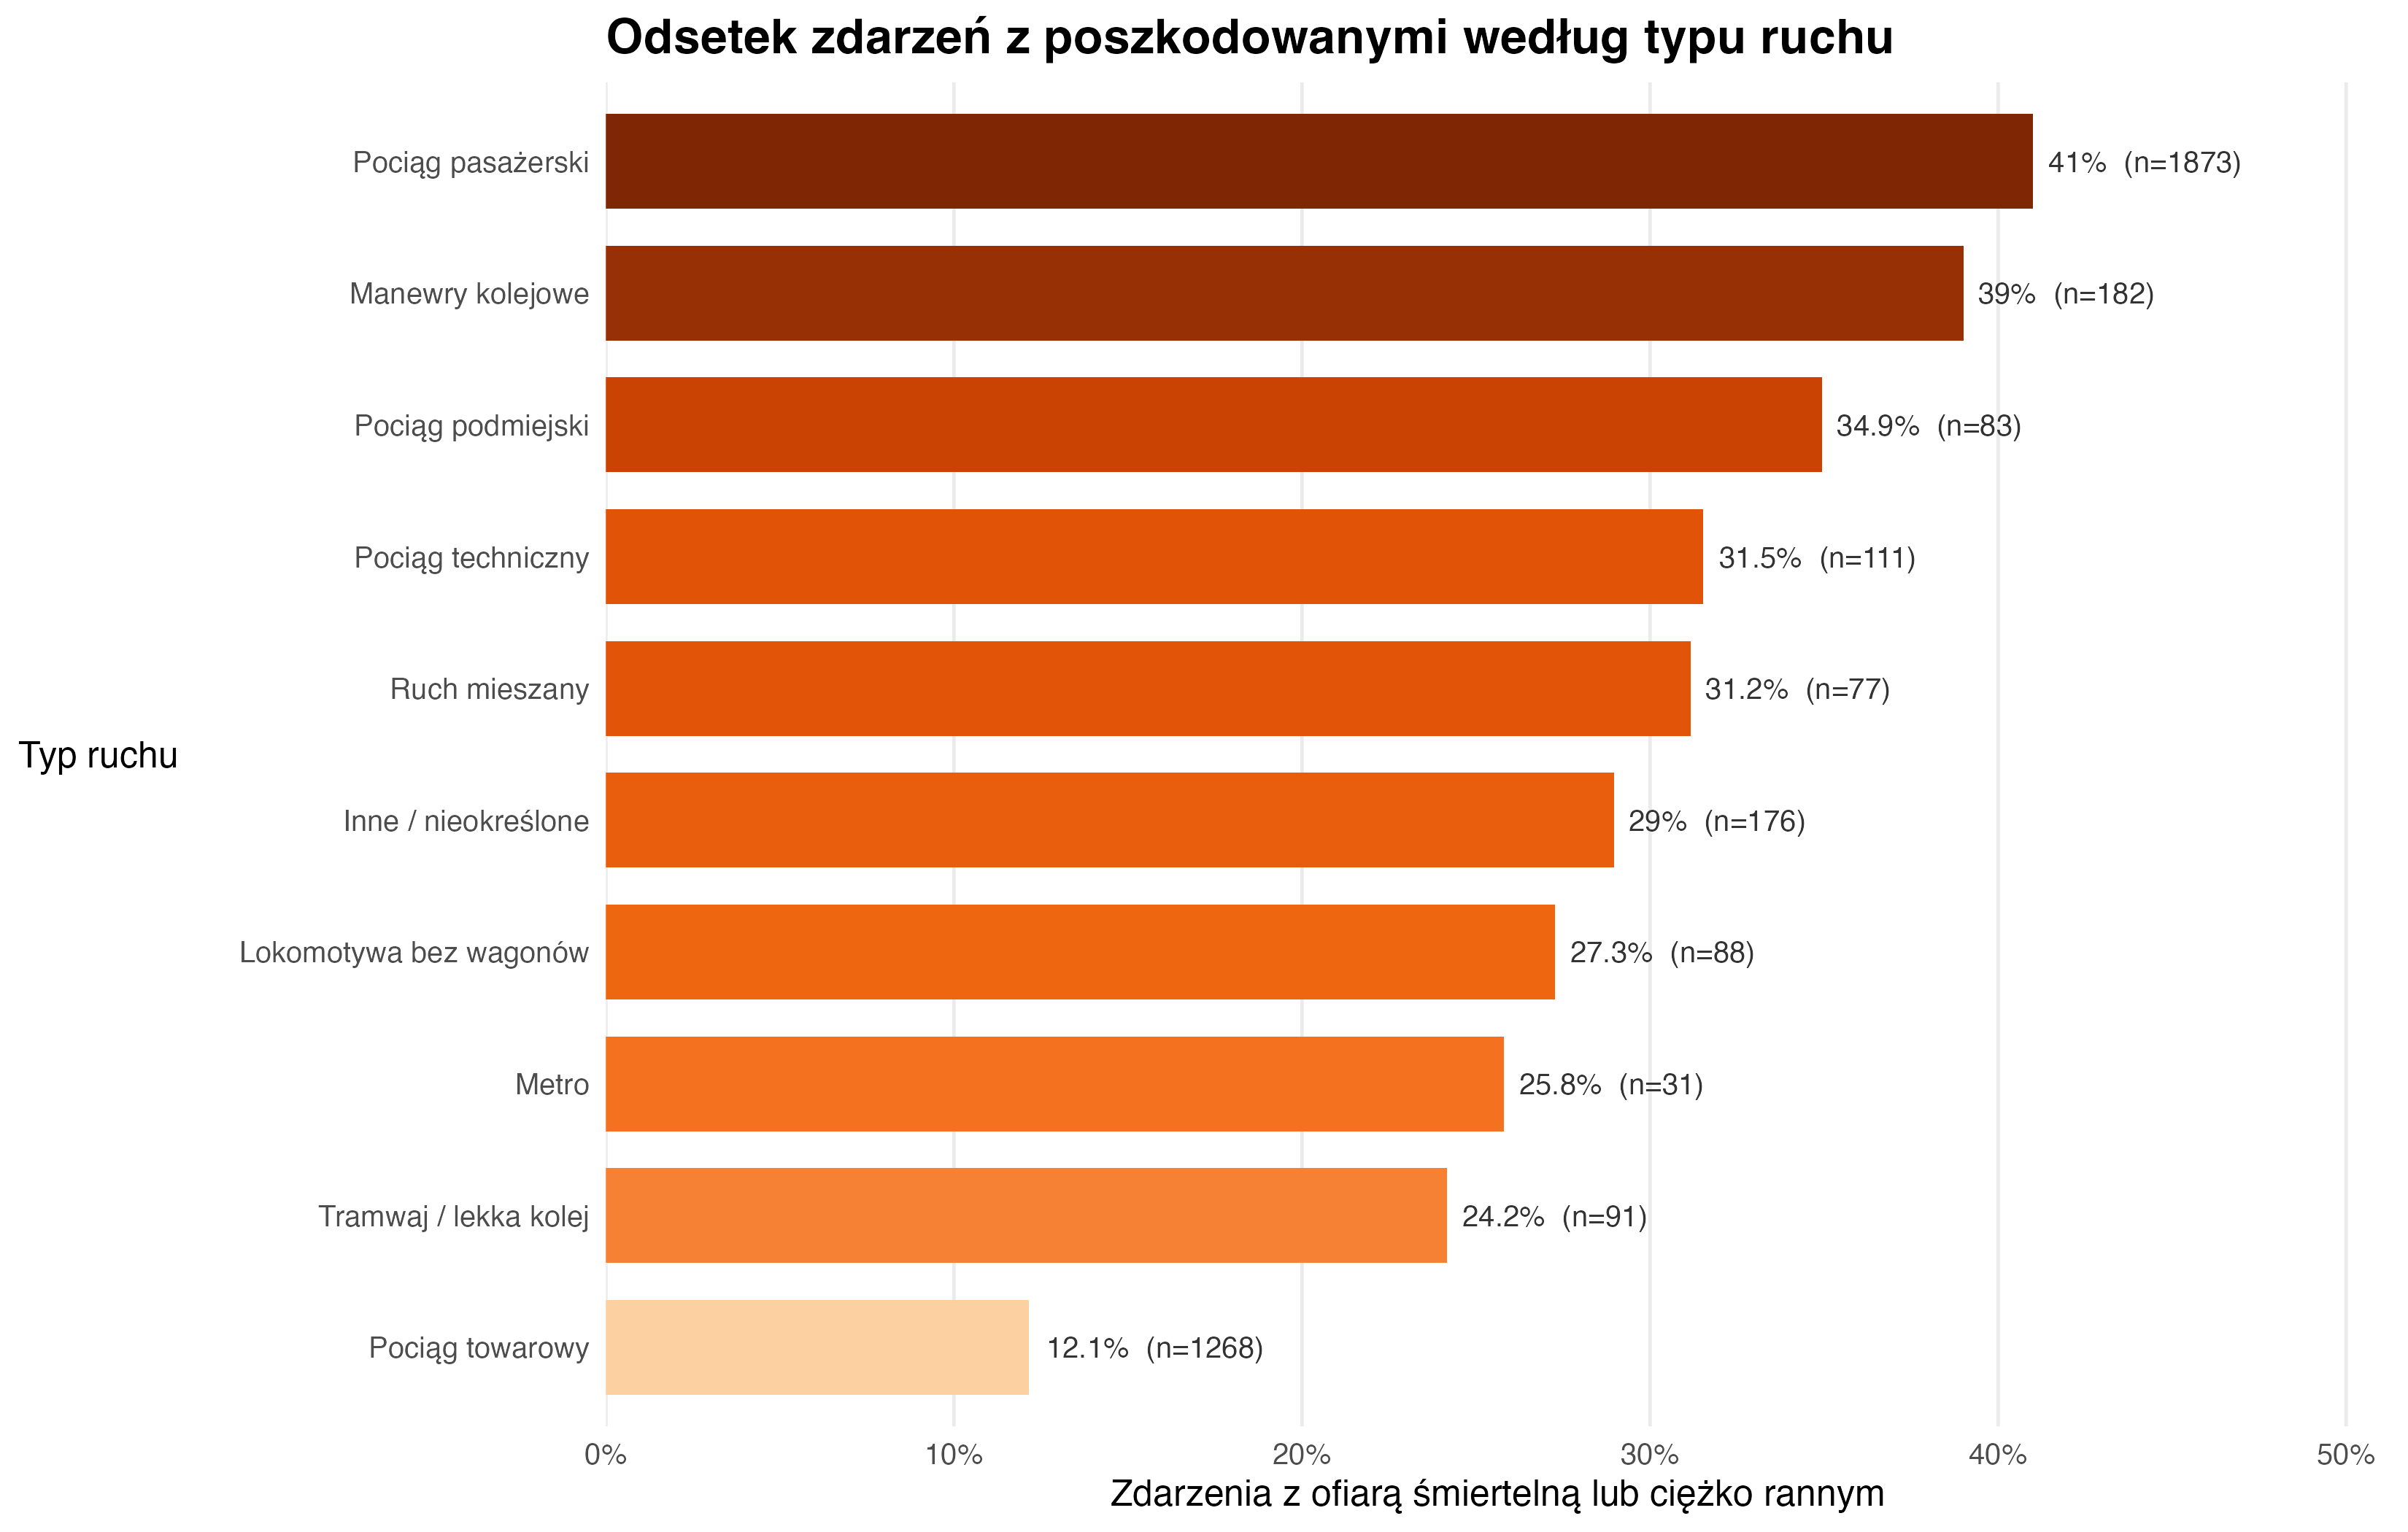 Odsetek zdarzeń z poszkodowanymi według typu ruchu
Typ ruchu
Pociąg pasażerski 41% (n=1873)
Manewry kolejowe 39% (n=182)
Pociąg podmiejski 34.9% (n=83)
Pociąg techniczny 31.5% (n=111)
Ruch mieszany 31.2% (n=77)
Inne / nieokreślone 29% (n=176)
Lokomotywa bez wagonów 27.3% (n=88)
Metro 25.8% (n=31)
Tramwaj / lekka kolej 24.2% (n=91)
Pociąg towarowy 12.1% (n=1268)
0% 10% 20% 30% 40% 50%
Zdarzenia z ofiarą śmiertelną lub ciężko rannym